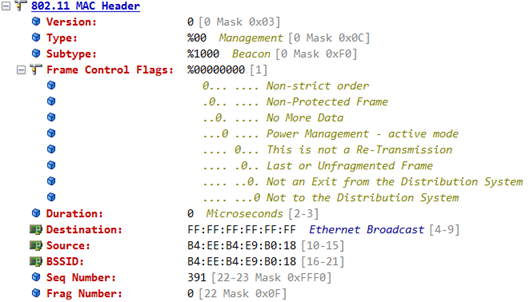 802.11 MAC Header
Version: 0 [0 Mask 0x03]
Type: %00 Management [0 Mask 0x0C]
Subtype: %1000 Beacon [0 Mask 0xF0]
Frame Control Flags: %00000000 [1]
0... .... Non-strict order
.0.. .... Non-Protected Frame
..0. .... No More Data
...0 .... Power Management - active mode
.... 0... This is not a Re-Transmission
.... .0.. Last or Unfragmented Frame
.... ..0. Not an Exit from the Distribution System
.... ...0 Not to the Distribution System
Duration: 0 Microseconds [2-3]
Destination: FF:FF:FF:FF:FF:FF Ethernet Broadcast [4-9]
Source: B4:EE:B4:E9:B0:18 [10-15]
BSSID: B4:EE:B4:E9:B0:18 [16-21]
Seq Number: 391 [22-23 Mask 0xFFF0]
Frag Number: 0 [22 Mask 0x0F]